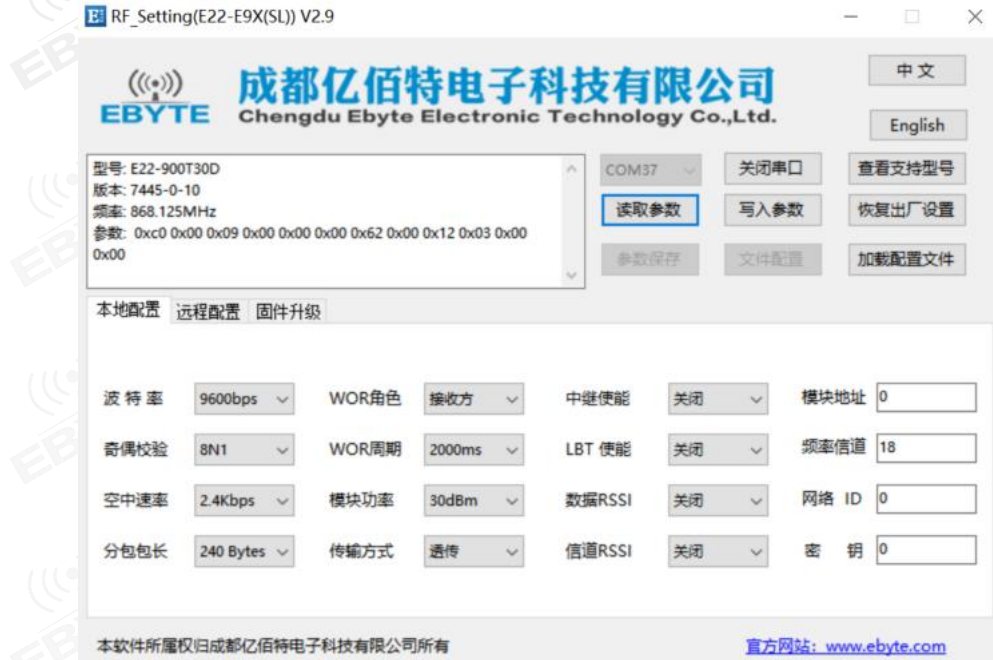 RF_Setting(E22-E9X(SL)) V2.9
EBYTE
成都亿佰特电子科技有限公司
Chengdu Ebyte Electronic Technology Co.,Ltd.
中文
English
型号: E22-900T30D
版本: 7445-0-10
频率: 868.125MHz
参数: 0xc0 0x00 0x09 0x00 0x00 0x00 0x62 0x00 0x12 0x03 0x00
0x00
COM37 关闭串口 查看支持型号
读取参数 写入参数 恢复出厂设置
参数保存 文件配置 加载配置文件
本地配置 远程配置 固件升级
波特率 9600bps WOR角色 接收方 中继使能 关闭 模块地址 0
奇偶校验 8N1 WOR周期 2000ms LBT 使能 关闭 频率信道 18
空中速率 2.4Kbps 模块功率 30dBm 数据RSSI 关闭 网络 ID 0
分包包长 240 Bytes 传输方式 透传 信道RSSI 关闭 密 钥 0
本软件所属权归成都亿佰特电子科技有限公司所有 官方网站: www.ebyte.com